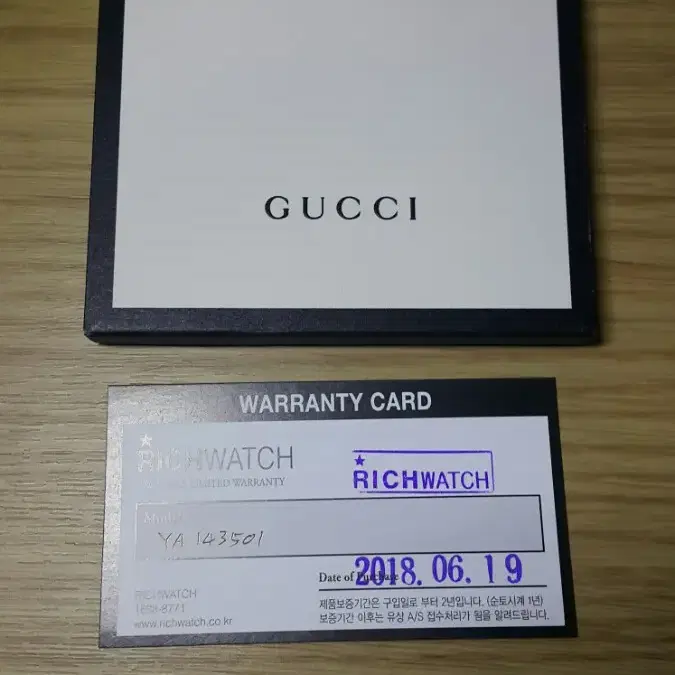 GUCCI
WARRANTY CARD
RICHWATCH
LIMITED WARRANTY
RICHWATCH
Model
YA 143501
Date of Purchase
2018.06.19
RICHWATCH
www.richwatch.co.kr
제품보증기간은 구입일로 부터 2년입니다. (순토시계 1년)
보증기간 이후는 유상 A/S 접수처리가 됨을 알려드립니다.